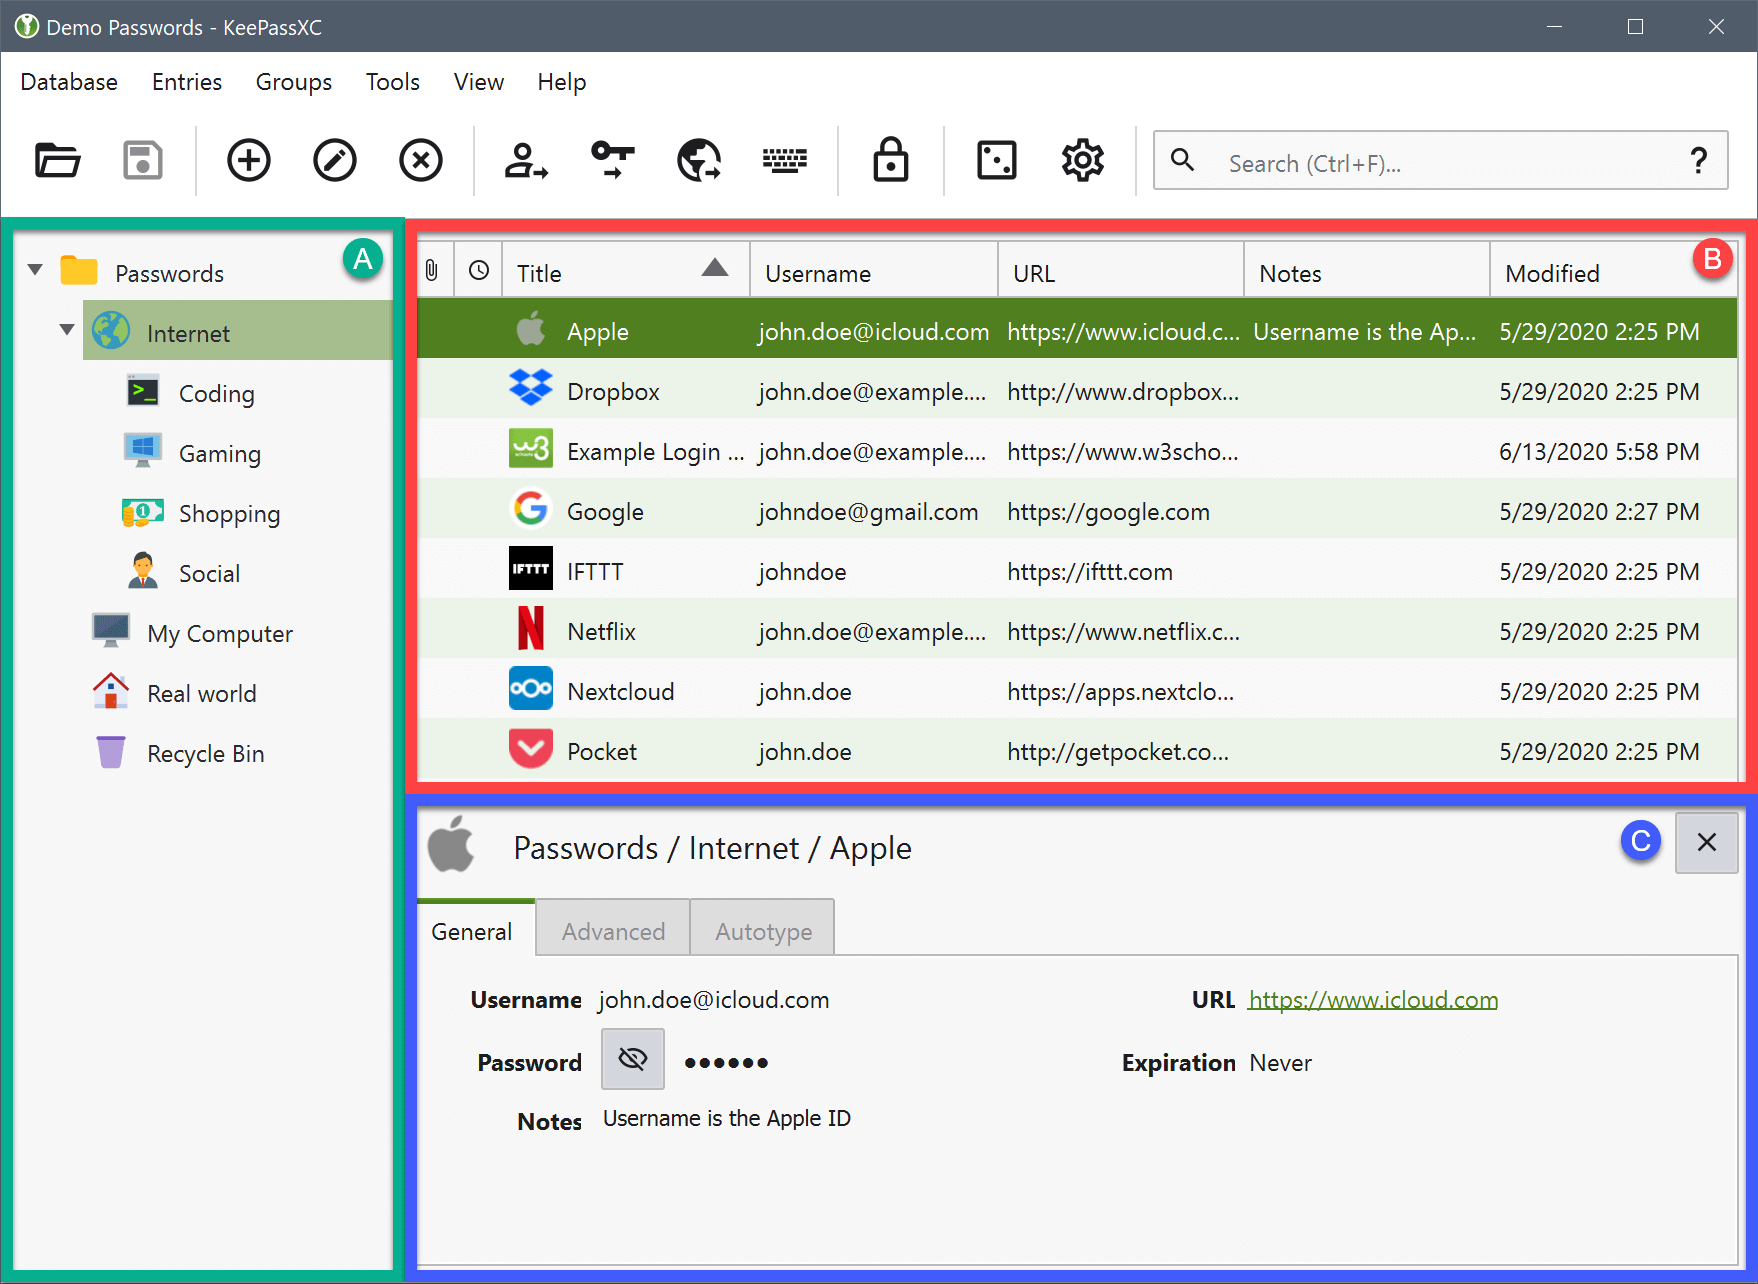 Demo Passwords - KeePassXC
Database Entries Groups Tools View Help
Search (Ctrl+F)... ?
A
Passwords
Internet
Coding
Gaming
Shopping
Social
My Computer
Real world
Recycle Bin
B
Title Username URL Notes Modified
Apple john.doe@icloud.com https://www.icloud.c... Username is the Ap... 5/29/2020 2:25 PM
Dropbox john.doe@example.... http://www.dropbox... 5/29/2020 2:25 PM
Example Login ... john.doe@example.... https://www.w3scho... 6/13/2020 5:58 PM
Google johndoe@gmail.com https://google.com 5/29/2020 2:27 PM
IFTTT IFTTT johndoe https://ifttt.com 5/29/2020 2:25 PM
Netflix john.doe@example.... https://www.netflix.c... 5/29/2020 2:25 PM
Nextcloud john.doe https://apps.nextclo... 5/29/2020 2:25 PM
Pocket john.doe http://getpocket.co... 5/29/2020 2:25 PM
Passwords / Internet / Apple C
General Advanced Autotype
Username john.doe@icloud.com URL https://www.icloud.com
Password ●●●●●● Expiration Never
Notes Username is the Apple ID